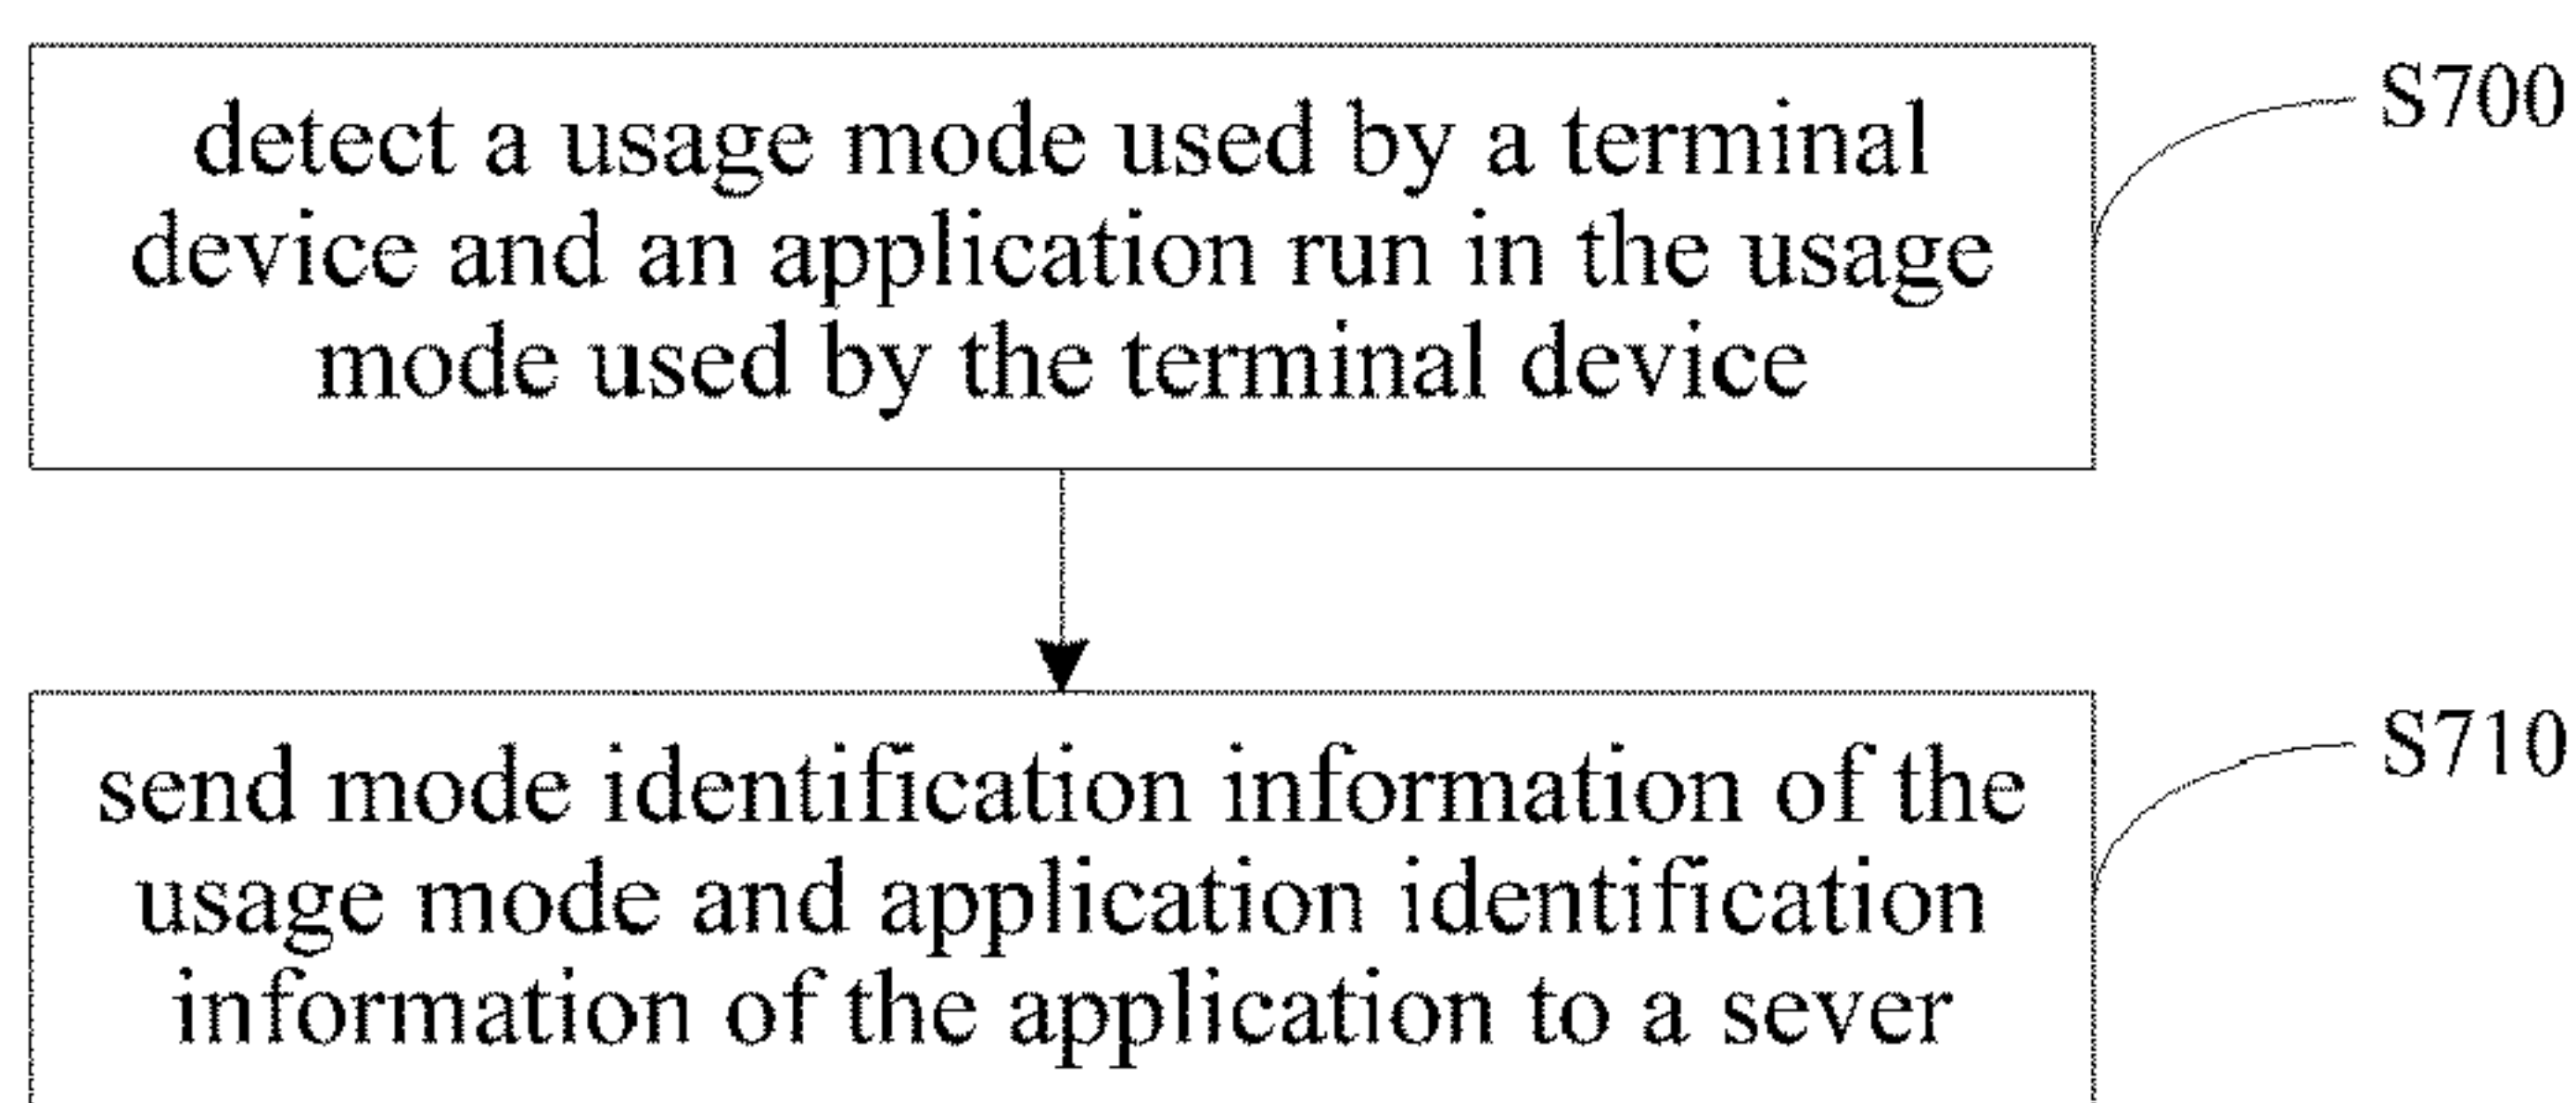 detect a usage mode used by a terminal
device and an application run in the usage
mode used by the terminal device
S700
send mode identification information of the
usage mode and application identification
information of the application to a sever
S710